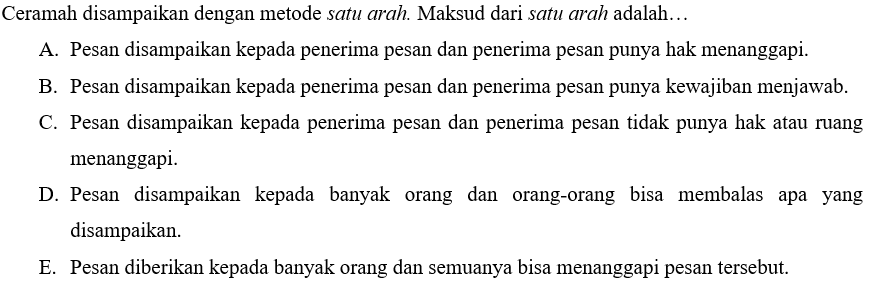 Ceramah disampaikan dengan metode satu arah. Maksud dari satu arah adalah…
A. Pesan disampaikan kepada penerima pesan dan penerima pesan punya hak menanggapi.
B. Pesan disampaikan kepada penerima pesan dan penerima pesan punya kewajiban menjawab.
C. Pesan disampaikan kepada penerima pesan dan penerima pesan tidak punya hak atau ruang
menanggapi.
D. Pesan disampaikan kepada banyak orang dan orang-orang bisa membalas apa yang
disampaikan.
E. Pesan diberikan kepada banyak orang dan semuanya bisa menanggapi pesan tersebut.